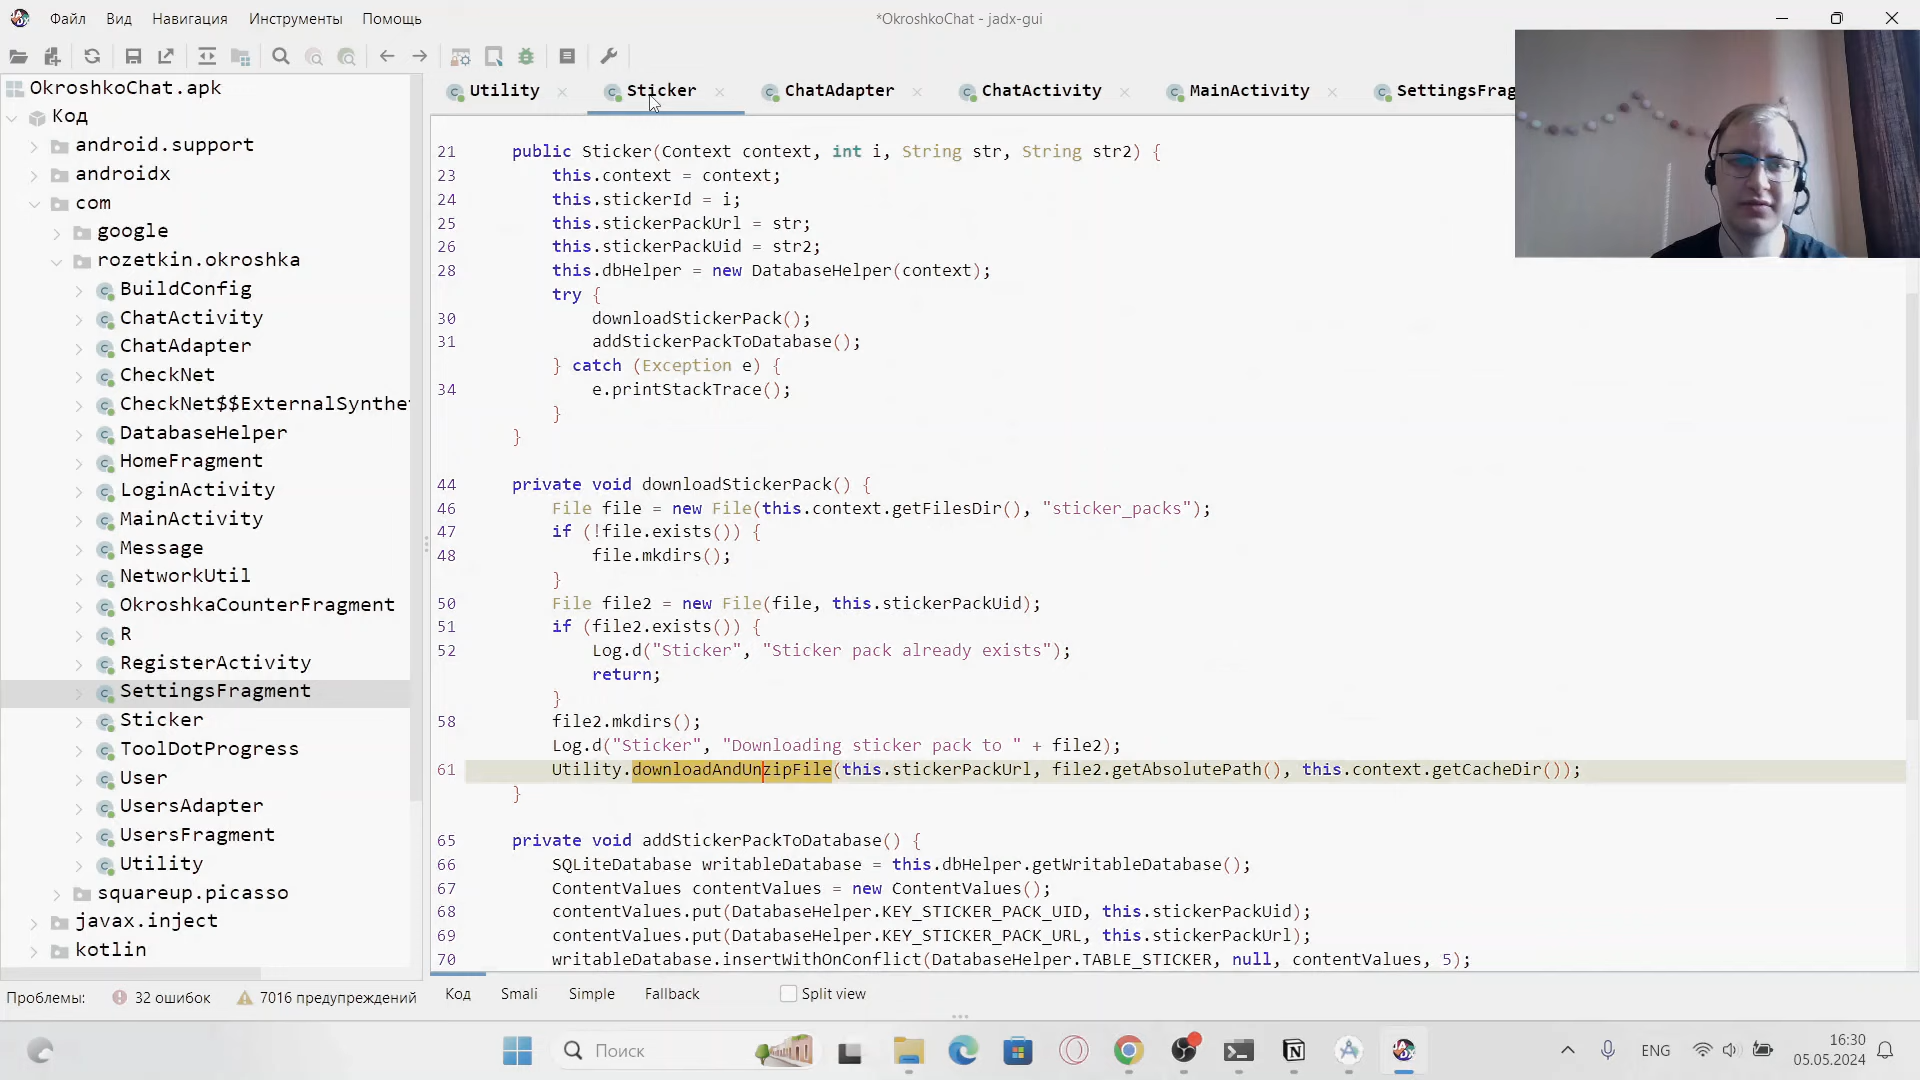 Файл Вид Навигация Инструменты Помощь
*OkroshkoChat - jadx-gui
OkroshkoChat.apk
Код
android.support
androidx
com
google
rozetkin.okroshka
BuildConfig
ChatActivity
ChatAdapter
CheckNet
CheckNet$$ExternalSynthe
DatabaseHelper
HomeFragment
LoginActivity
MainActivity
Message
NetworkUtil
OkroshkaCounterFragment
R
RegisterActivity
SettingsFragment
Sticker
ToolDotProgress
User
UsersAdapter
UsersFragment
Utility
squareup.picasso
javax.inject
kotlin
Utility Sticker ChatAdapter ChatActivity MainActivity SettingsFrag
21 public Sticker(Context context, int i, String str, String str2) {
23 this.context = context;
24 this.stickerId = i;
25 this.stickerPackUrl = str;
26 this.stickerPackUid = str2;
28 this.dbHelper = new DatabaseHelper(context);
try {
30 downloadStickerPack();
31 addStickerPackToDatabase();
} catch (Exception e) {
34 e.printStackTrace();
}
}
44 private void downloadStickerPack() {
46 File file = new File(this.context.getFilesDir(), "sticker_packs");
47 if (!file.exists()) {
48 file.mkdirs();
}
50 File file2 = new File(file, this.stickerPackUid);
51 if (file2.exists()) {
52 Log.d("Sticker", "Sticker pack already exists");
return;
}
58 file2.mkdirs();
Log.d("Sticker", "Downloading sticker pack to " + file2);
61 Utility.downloadAndUnzipFile(this.stickerPackUrl, file2.getAbsolutePath(), this.context.getCacheDir());
}
65 private void addStickerPackToDatabase() {
66 SQLiteDatabase writableDatabase = this.dbHelper.getWritableDatabase();
67 ContentValues contentValues = new ContentValues();
68 contentValues.put(DatabaseHelper.KEY_STICKER_PACK_UID, this.stickerPackUid);
69 contentValues.put(DatabaseHelper.KEY_STICKER_PACK_URL, this.stickerPackUrl);
70 writableDatabase.insertWithOnConflict(DatabaseHelper.TABLE_STICKER, null, contentValues, 5);
Проблемы: 32 ошибок 7016 предупреждений
Код Smali Simple Fallback Split view
Поиск
ENG
16:30
05.05.2024